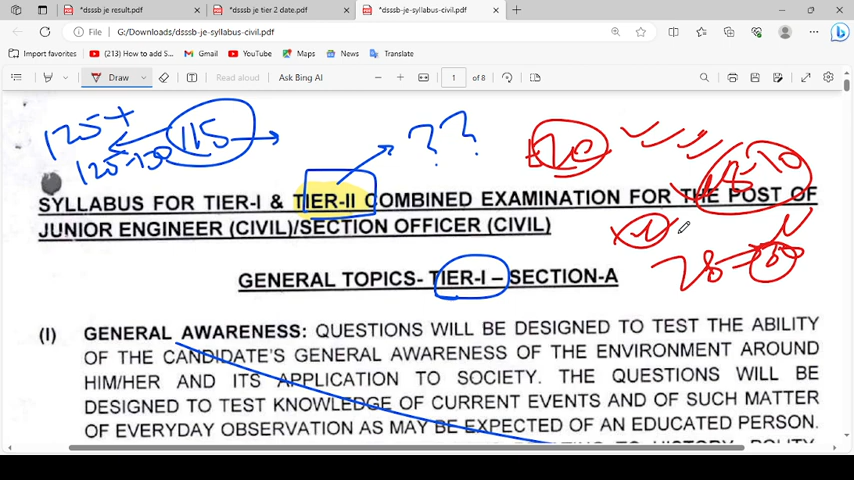 *dsssb je result.pdf
*dsssb je tier 2 date.pdf
*dsssb-je-syllabus-civil.pdf
File
G:/Downloads/dsssb-je-syllabus-civil.pdf
Import favorites
(213) How to add S...
Gmail
YouTube
Maps
News
Translate
Draw
Read aloud
Ask Bing AI
1
of 8
125+
115
125-130
??
SYLLABUS FOR TIER-I & TIER-II COMBINED EXAMINATION FOR THE POST OF
JUNIOR ENGINEER (CIVIL)/SECTION OFFICER (CIVIL)
GENERAL TOPICS- TIER-I – SECTION-A
(I) GENERAL AWARENESS: QUESTIONS WILL BE DESIGNED TO TEST THE ABILITY
OF THE CANDIDATE'S GENERAL AWARENESS OF THE ENVIRONMENT AROUND
HIM/HER AND ITS APPLICATION TO SOCIETY. THE QUESTIONS WILL BE
DESIGNED TO TEST KNOWLEDGE OF CURRENT EVENTS AND OF SUCH MATTER
OF EVERYDAY OBSERVATION AS MAY BE EXPECTED OF AN EDUCATED PERSON.